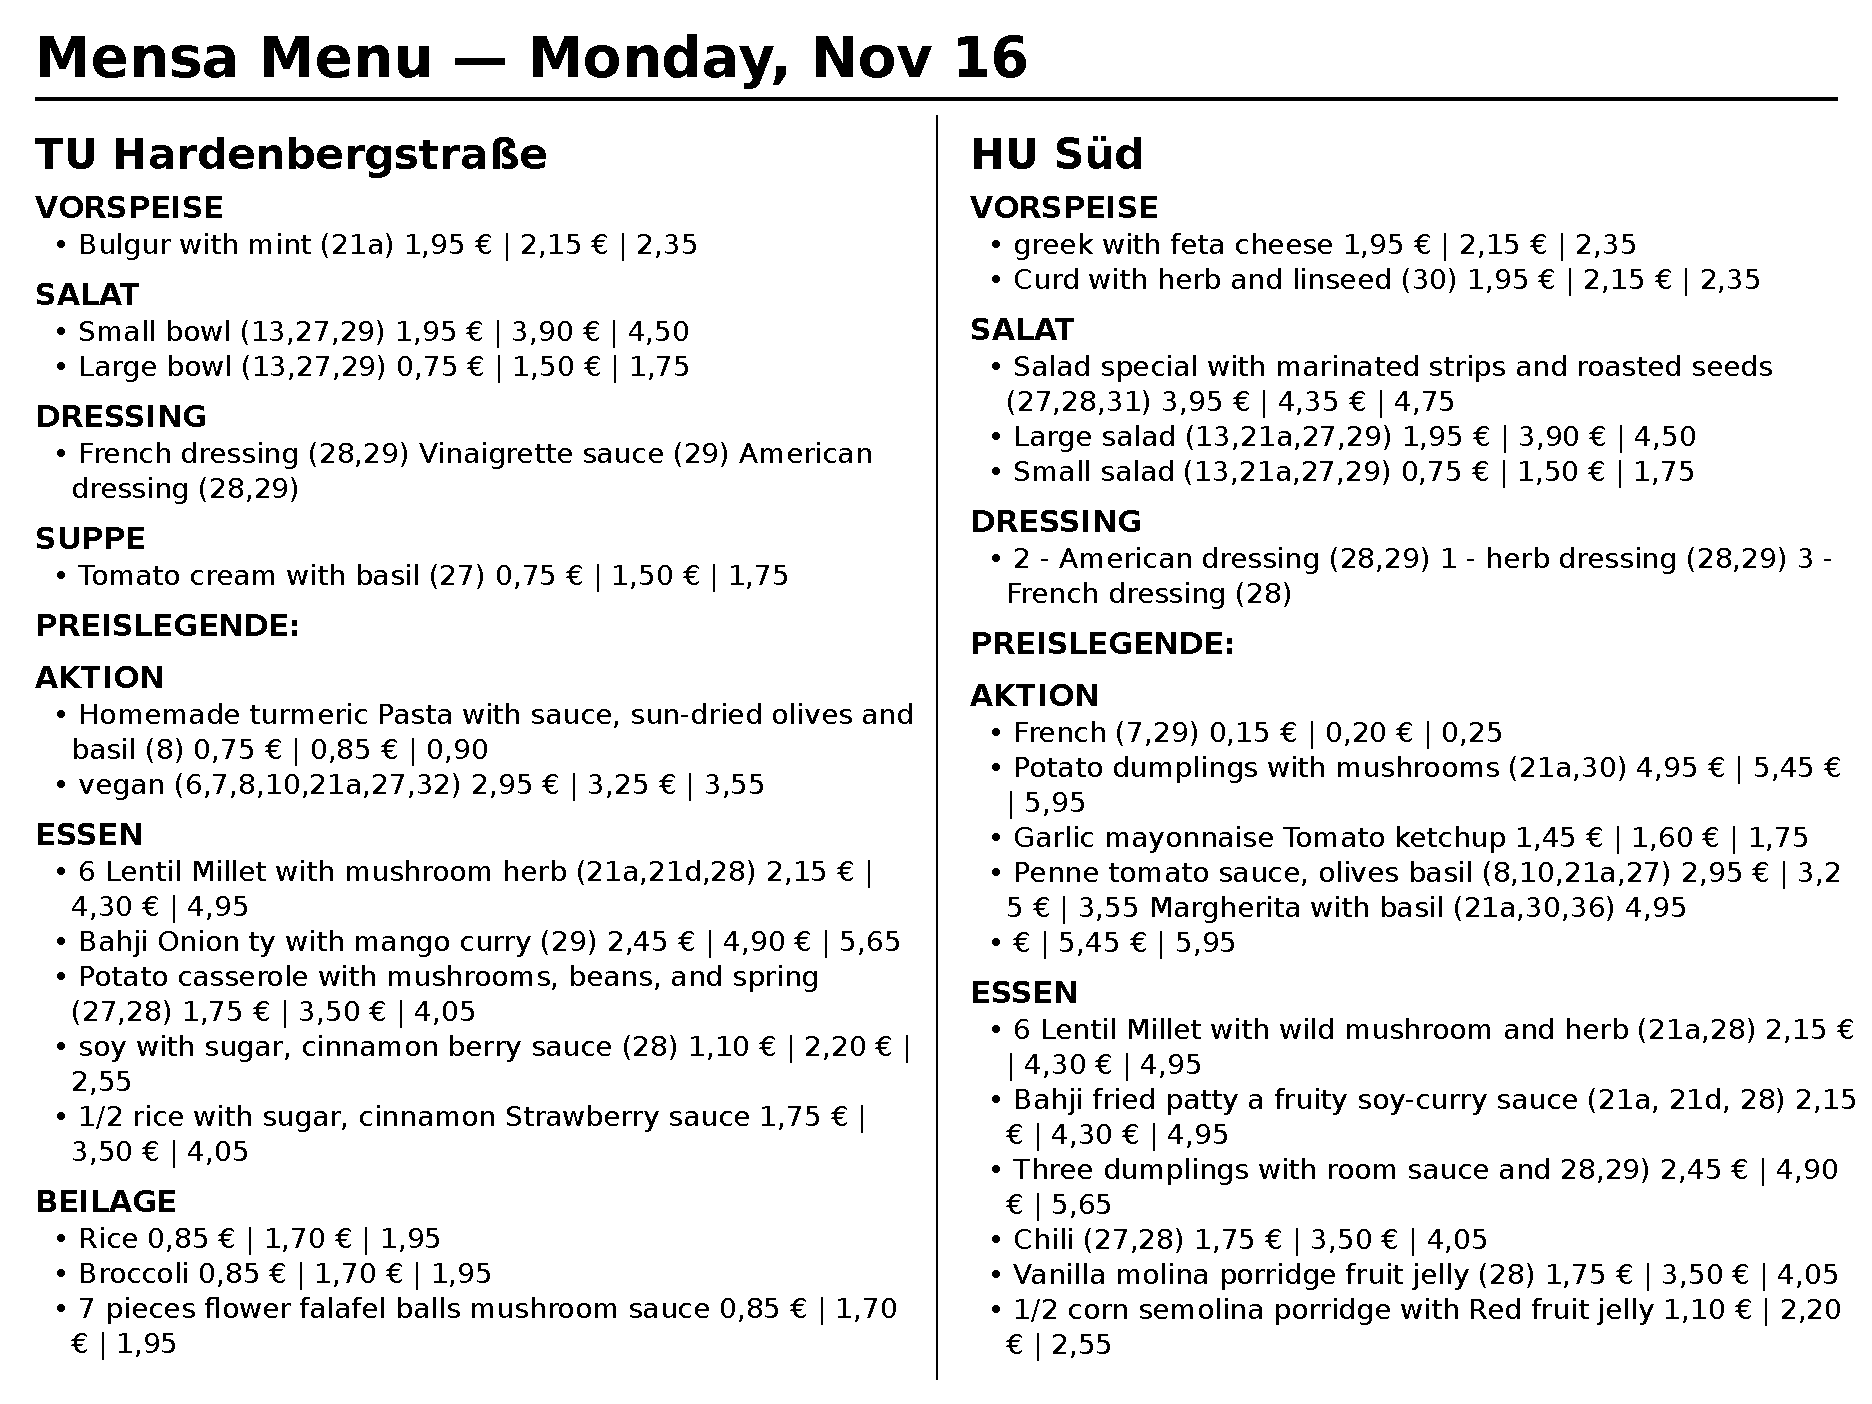 Mensa Menu — Monday, Nov 16
TU Hardenbergstraße
VORSPEISE
• Bulgur with mint (21a) 1,95 € | 2,15 € | 2,35
SALAT
• Small bowl (13,27,29) 1,95 € | 3,90 € | 4,50
• Large bowl (13,27,29) 0,75 € | 1,50 € | 1,75
DRESSING
• French dressing (28,29) Vinaigrette sauce (29) American
dressing (28,29)
SUPPE
• Tomato cream with basil (27) 0,75 € | 1,50 € | 1,75
PREISLEGENDE:
AKTION
• Homemade turmeric Pasta with sauce, sun-dried olives and
basil (8) 0,75 € | 0,85 € | 0,90
• vegan (6,7,8,10,21a,27,32) 2,95 € | 3,25 € | 3,55
ESSEN
• 6 Lentil Millet with mushroom herb (21a,21d,28) 2,15 € |
4,30 € | 4,95
• Bahji Onion ty with mango curry (29) 2,45 € | 4,90 € | 5,65
• Potato casserole with mushrooms, beans, and spring
(27,28) 1,75 € | 3,50 € | 4,05
• soy with sugar, cinnamon berry sauce (28) 1,10 € | 2,20 € |
2,55
• 1/2 rice with sugar, cinnamon Strawberry sauce 1,75 € |
3,50 € | 4,05
BEILAGE
• Rice 0,85 € | 1,70 € | 1,95
• Broccoli 0,85 € | 1,70 € | 1,95
• 7 pieces flower falafel balls mushroom sauce 0,85 € | 1,70
€ | 1,95
HU Süd
VORSPEISE
• greek with feta cheese 1,95 € | 2,15 € | 2,35
• Curd with herb and linseed (30) 1,95 € | 2,15 € | 2,35
SALAT
• Salad special with marinated strips and roasted seeds
(27,28,31) 3,95 € | 4,35 € | 4,75
• Large salad (13,21a,27,29) 1,95 € | 3,90 € | 4,50
• Small salad (13,21a,27,29) 0,75 € | 1,50 € | 1,75
DRESSING
• 2 - American dressing (28,29) 1 - herb dressing (28,29) 3 -
French dressing (28)
PREISLEGENDE:
AKTION
• French (7,29) 0,15 € | 0,20 € | 0,25
• Potato dumplings with mushrooms (21a,30) 4,95 € | 5,45 €
| 5,95
• Garlic mayonnaise Tomato ketchup 1,45 € | 1,60 € | 1,75
• Penne tomato sauce, olives basil (8,10,21a,27) 2,95 € | 3,2
5 € | 3,55 Margherita with basil (21a,30,36) 4,95
• € | 5,45 € | 5,95
ESSEN
• 6 Lentil Millet with wild mushroom and herb (21a,28) 2,15 €
| 4,30 € | 4,95
• Bahji fried patty a fruity soy-curry sauce (21a, 21d, 28) 2,15
€ | 4,30 € | 4,95
• Three dumplings with room sauce and 28,29) 2,45 € | 4,90
€ | 5,65
• Chili (27,28) 1,75 € | 3,50 € | 4,05
• Vanilla molina porridge fruit jelly (28) 1,75 € | 3,50 € | 4,05
• 1/2 corn semolina porridge with Red fruit jelly 1,10 € | 2,20
€ | 2,55